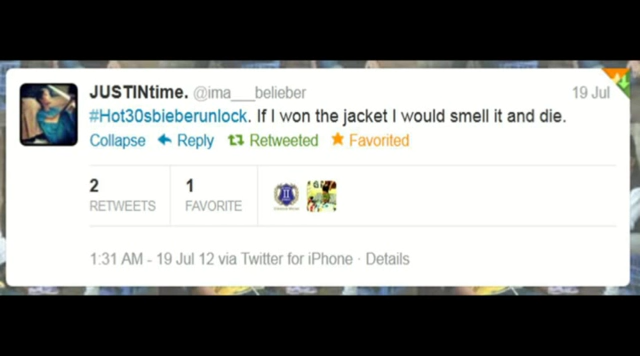 JUSTINtime. @ima___belieber 19 Jul
#Hot30sbieberunlock. If I won the jacket I would smell it and die.
Collapse Reply Retweeted Favorited
2 1
RETWEETS FAVORITE
1:31 AM - 19 Jul 12 via Twitter for iPhone · Details